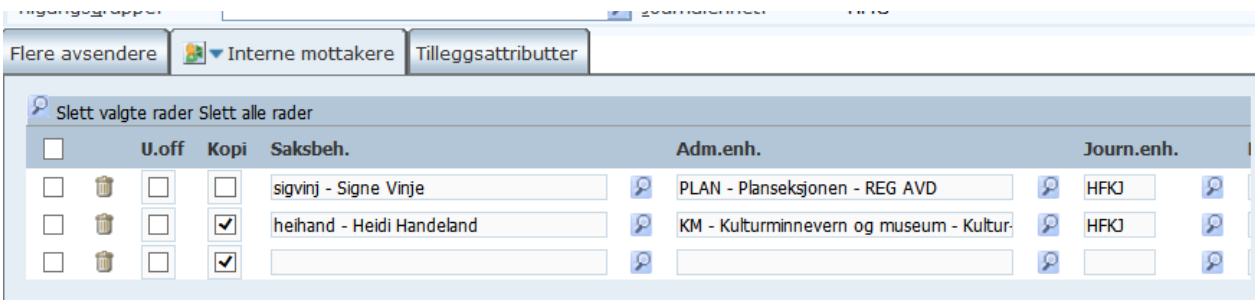 Flere avsendere Interne mottakere Tilleggsattributter
Slett valgte rader Slett alle rader
U.off Kopi Saksbeh. Adm.enh. Journ.enh.
sigvinj - Signe Vinje PLAN - Planseksjonen - REG AVD HFKJ
heihand - Heidi Handeland KM - Kulturminnevern og museum - Kultur- HFKJ